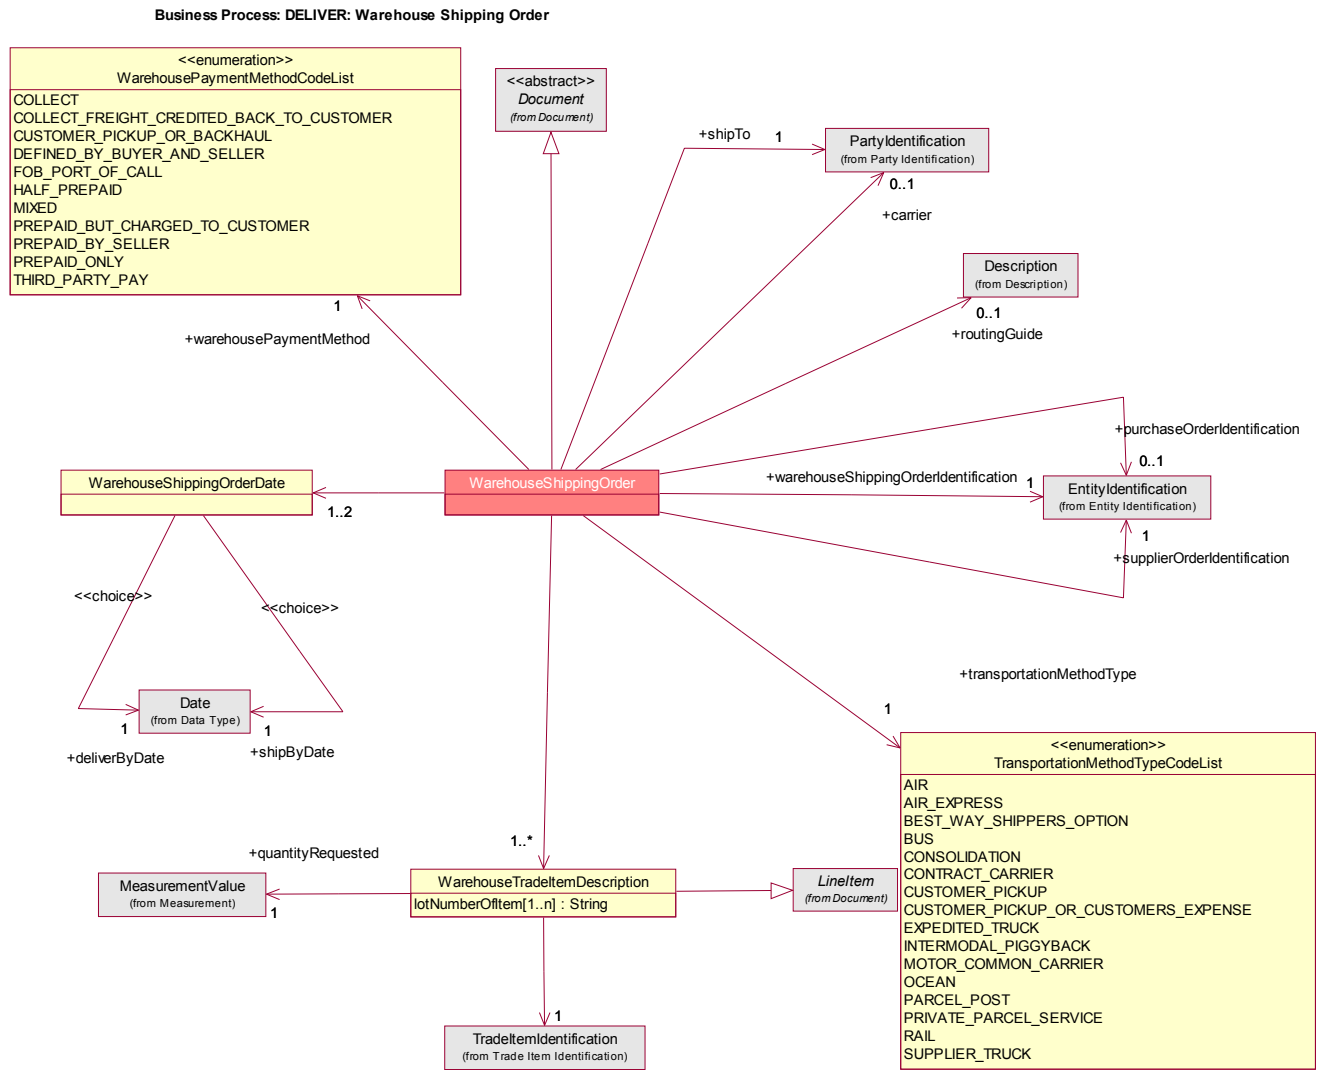 Business Process: DELIVER: Warehouse Shipping Order
<<enumeration>>
WarehousePaymentMethodCodeList
COLLECT
COLLECT_FREIGHT_CREDITED_BACK_TO_CUSTOMER
CUSTOMER_PICKUP_OR_BACKHAUL
DEFINED_BY_BUYER_AND_SELLER
FOB_PORT_OF_CALL
HALF_PREPAID
MIXED
PREPAID_BUT_CHARGED_TO_CUSTOMER
PREPAID_BY_SELLER
PREPAID_ONLY
THIRD_PARTY_PAY
<<abstract>>
Document
(from Document)
+shipTo
1
PartyIdentification
(from Party Identification)
0..1
+carrier
Description
(from Description)
0..1
+routingGuide
1
+warehousePaymentMethod
+purchaseOrderIdentification
0..1
WarehouseShippingOrderDate
1..2
WarehouseShippingOrder
+warehouseShippingOrderIdentification
1
EntityIdentification
(from Entity Identification)
1
+supplierOrderIdentification
<<choice>>
<<choice>>
Date
(from Data Type)
1
+deliverByDate
1
+shipByDate
+transportationMethodType
1
<<enumeration>>
TransportationMethodTypeCodeList
AIR
AIR_EXPRESS
BEST_WAY_SHIPPERS_OPTION
BUS
CONSOLIDATION
CONTRACT_CARRIER
CUSTOMER_PICKUP
CUSTOMER_PICKUP_OR_CUSTOMERS_EXPENSE
EXPEDITED_TRUCK
INTERMODAL_PIGGYBACK
MOTOR_COMMON_CARRIER
OCEAN
PARCEL_POST
PRIVATE_PARCEL_SERVICE
RAIL
SUPPLIER_TRUCK
1..*
+quantityRequested
MeasurementValue
(from Measurement)
1
WarehouseTradeItemDescription
lotNumberOfItem[1..n] : String
LineItem
(from Document)
1
TradeItemIdentification
(from Trade Item Identification)